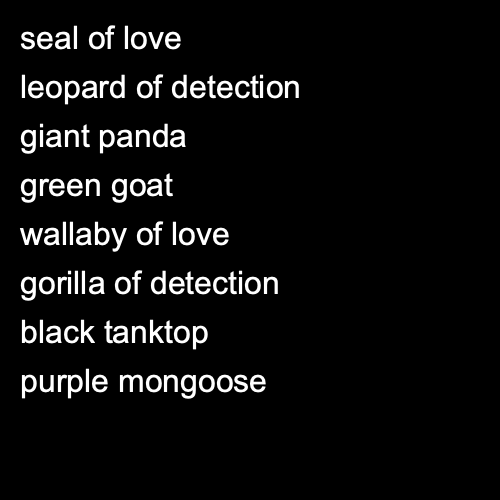 seal of love
leopard of detection
giant panda
green goat
wallaby of love
gorilla of detection
black tanktop
purple mongoose